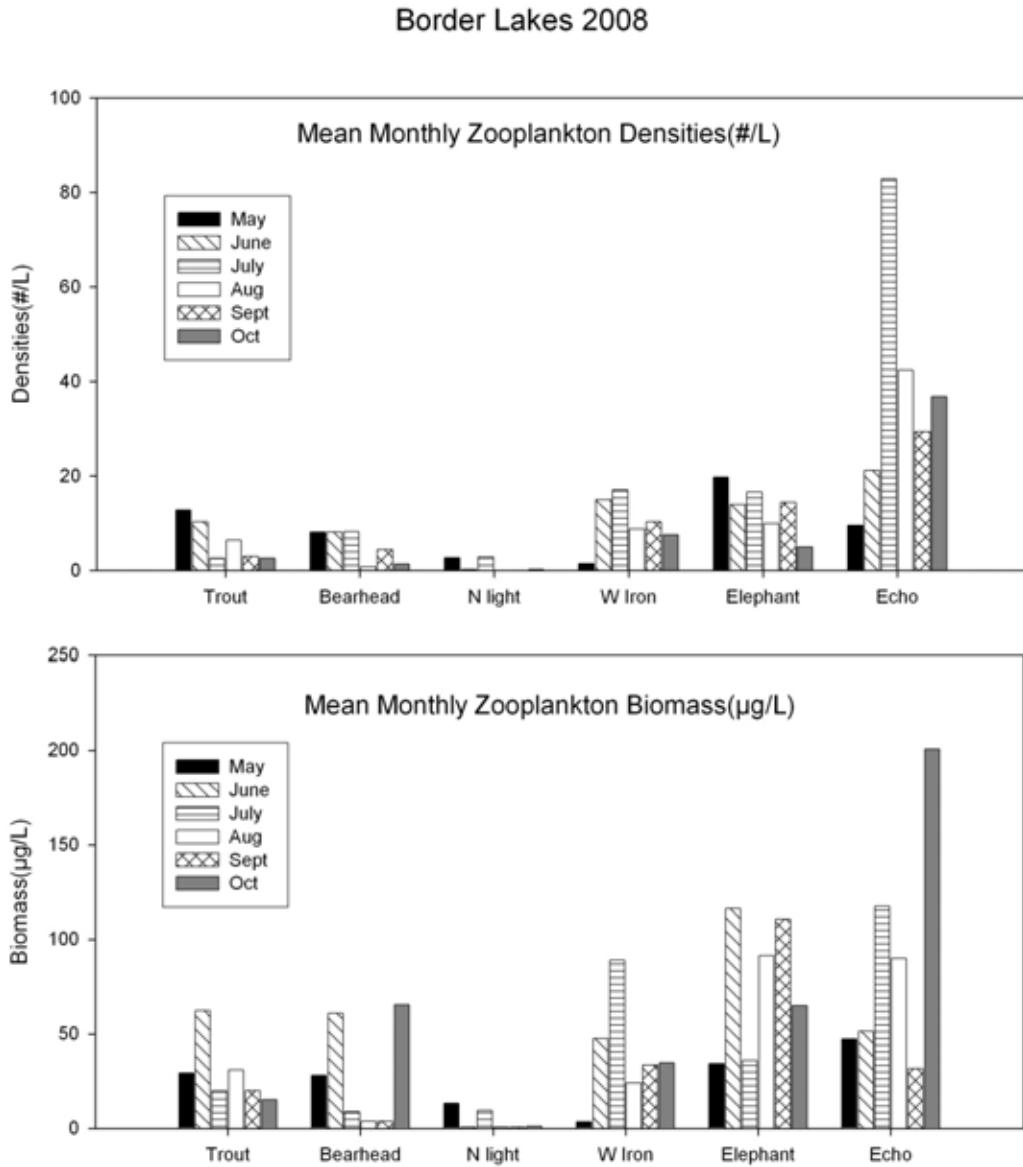 Border Lakes 2008
Mean Monthly Zooplankton Densities(#/L)
Densities(#/L)
100
80
60
40
20
0
May
June
July
Aug
Sept
Oct
Trout Bearhead N light W Iron Elephant Echo
Mean Monthly Zooplankton Biomass(µg/L)
Biomass(µg/L)
250
200
150
100
50
0
May
June
July
Aug
Sept
Oct
Trout Bearhead N light W Iron Elephant Echo